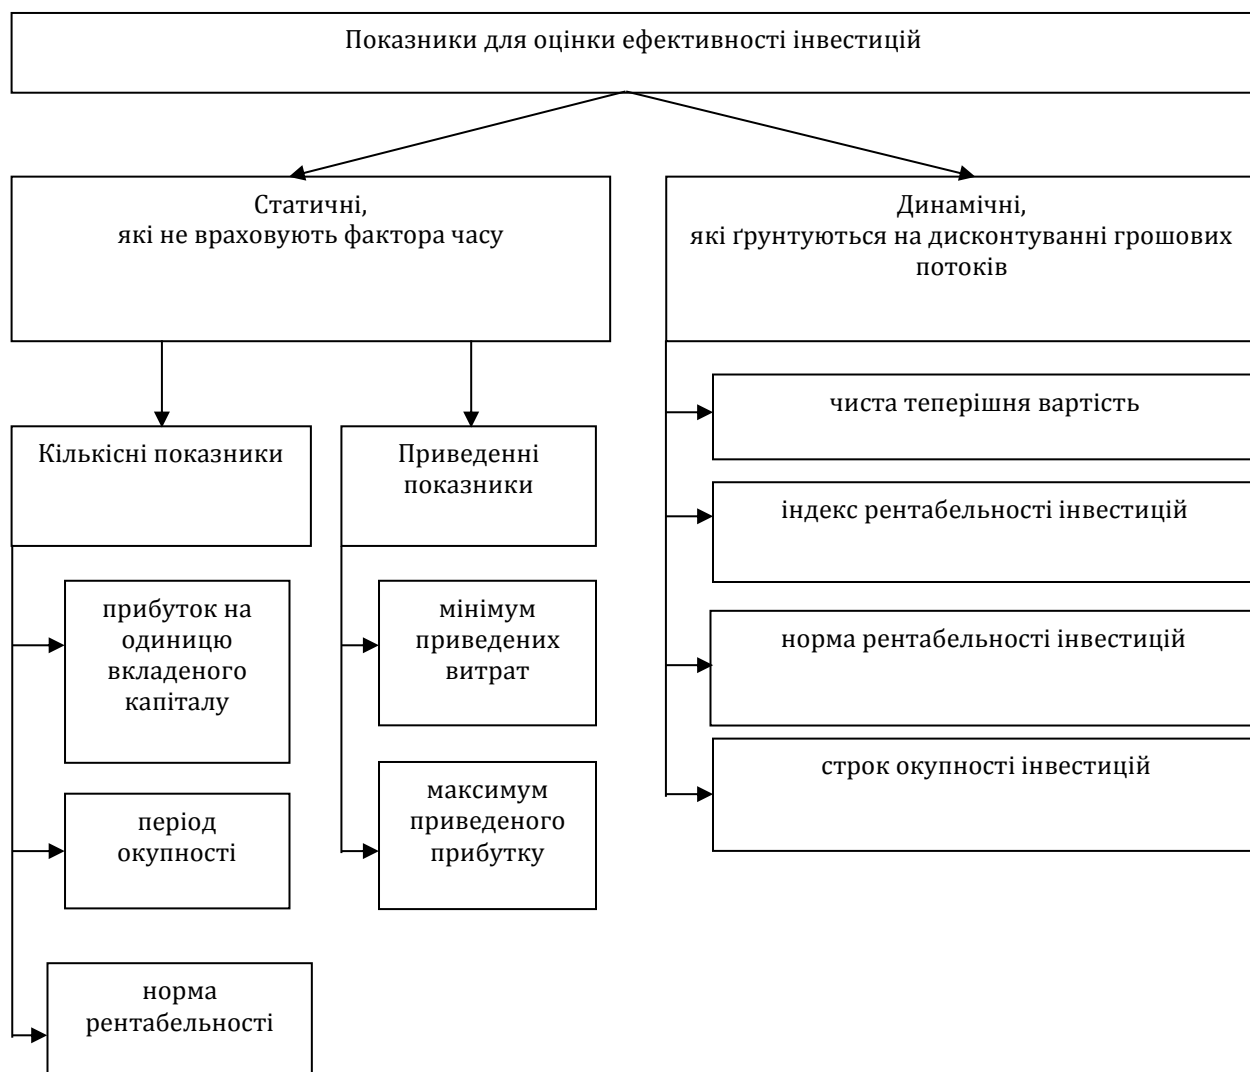 Показники для оцінки ефективності інвестицій
Статичні,
які не враховують фактора часу
Динамічні,
які ґрунтуються на дисконтуванні грошових
потоків
Кількісні показники
прибуток на
одиницю
вкладеного
капіталу
період
окупності
норма
рентабельності
Приведенні
показники
мінімум
приведених
витрат
максимум
приведеного
прибутку
чиста теперішня вартість
індекс рентабельності інвестицій
норма рентабельності інвестицій
строк окупності інвестицій